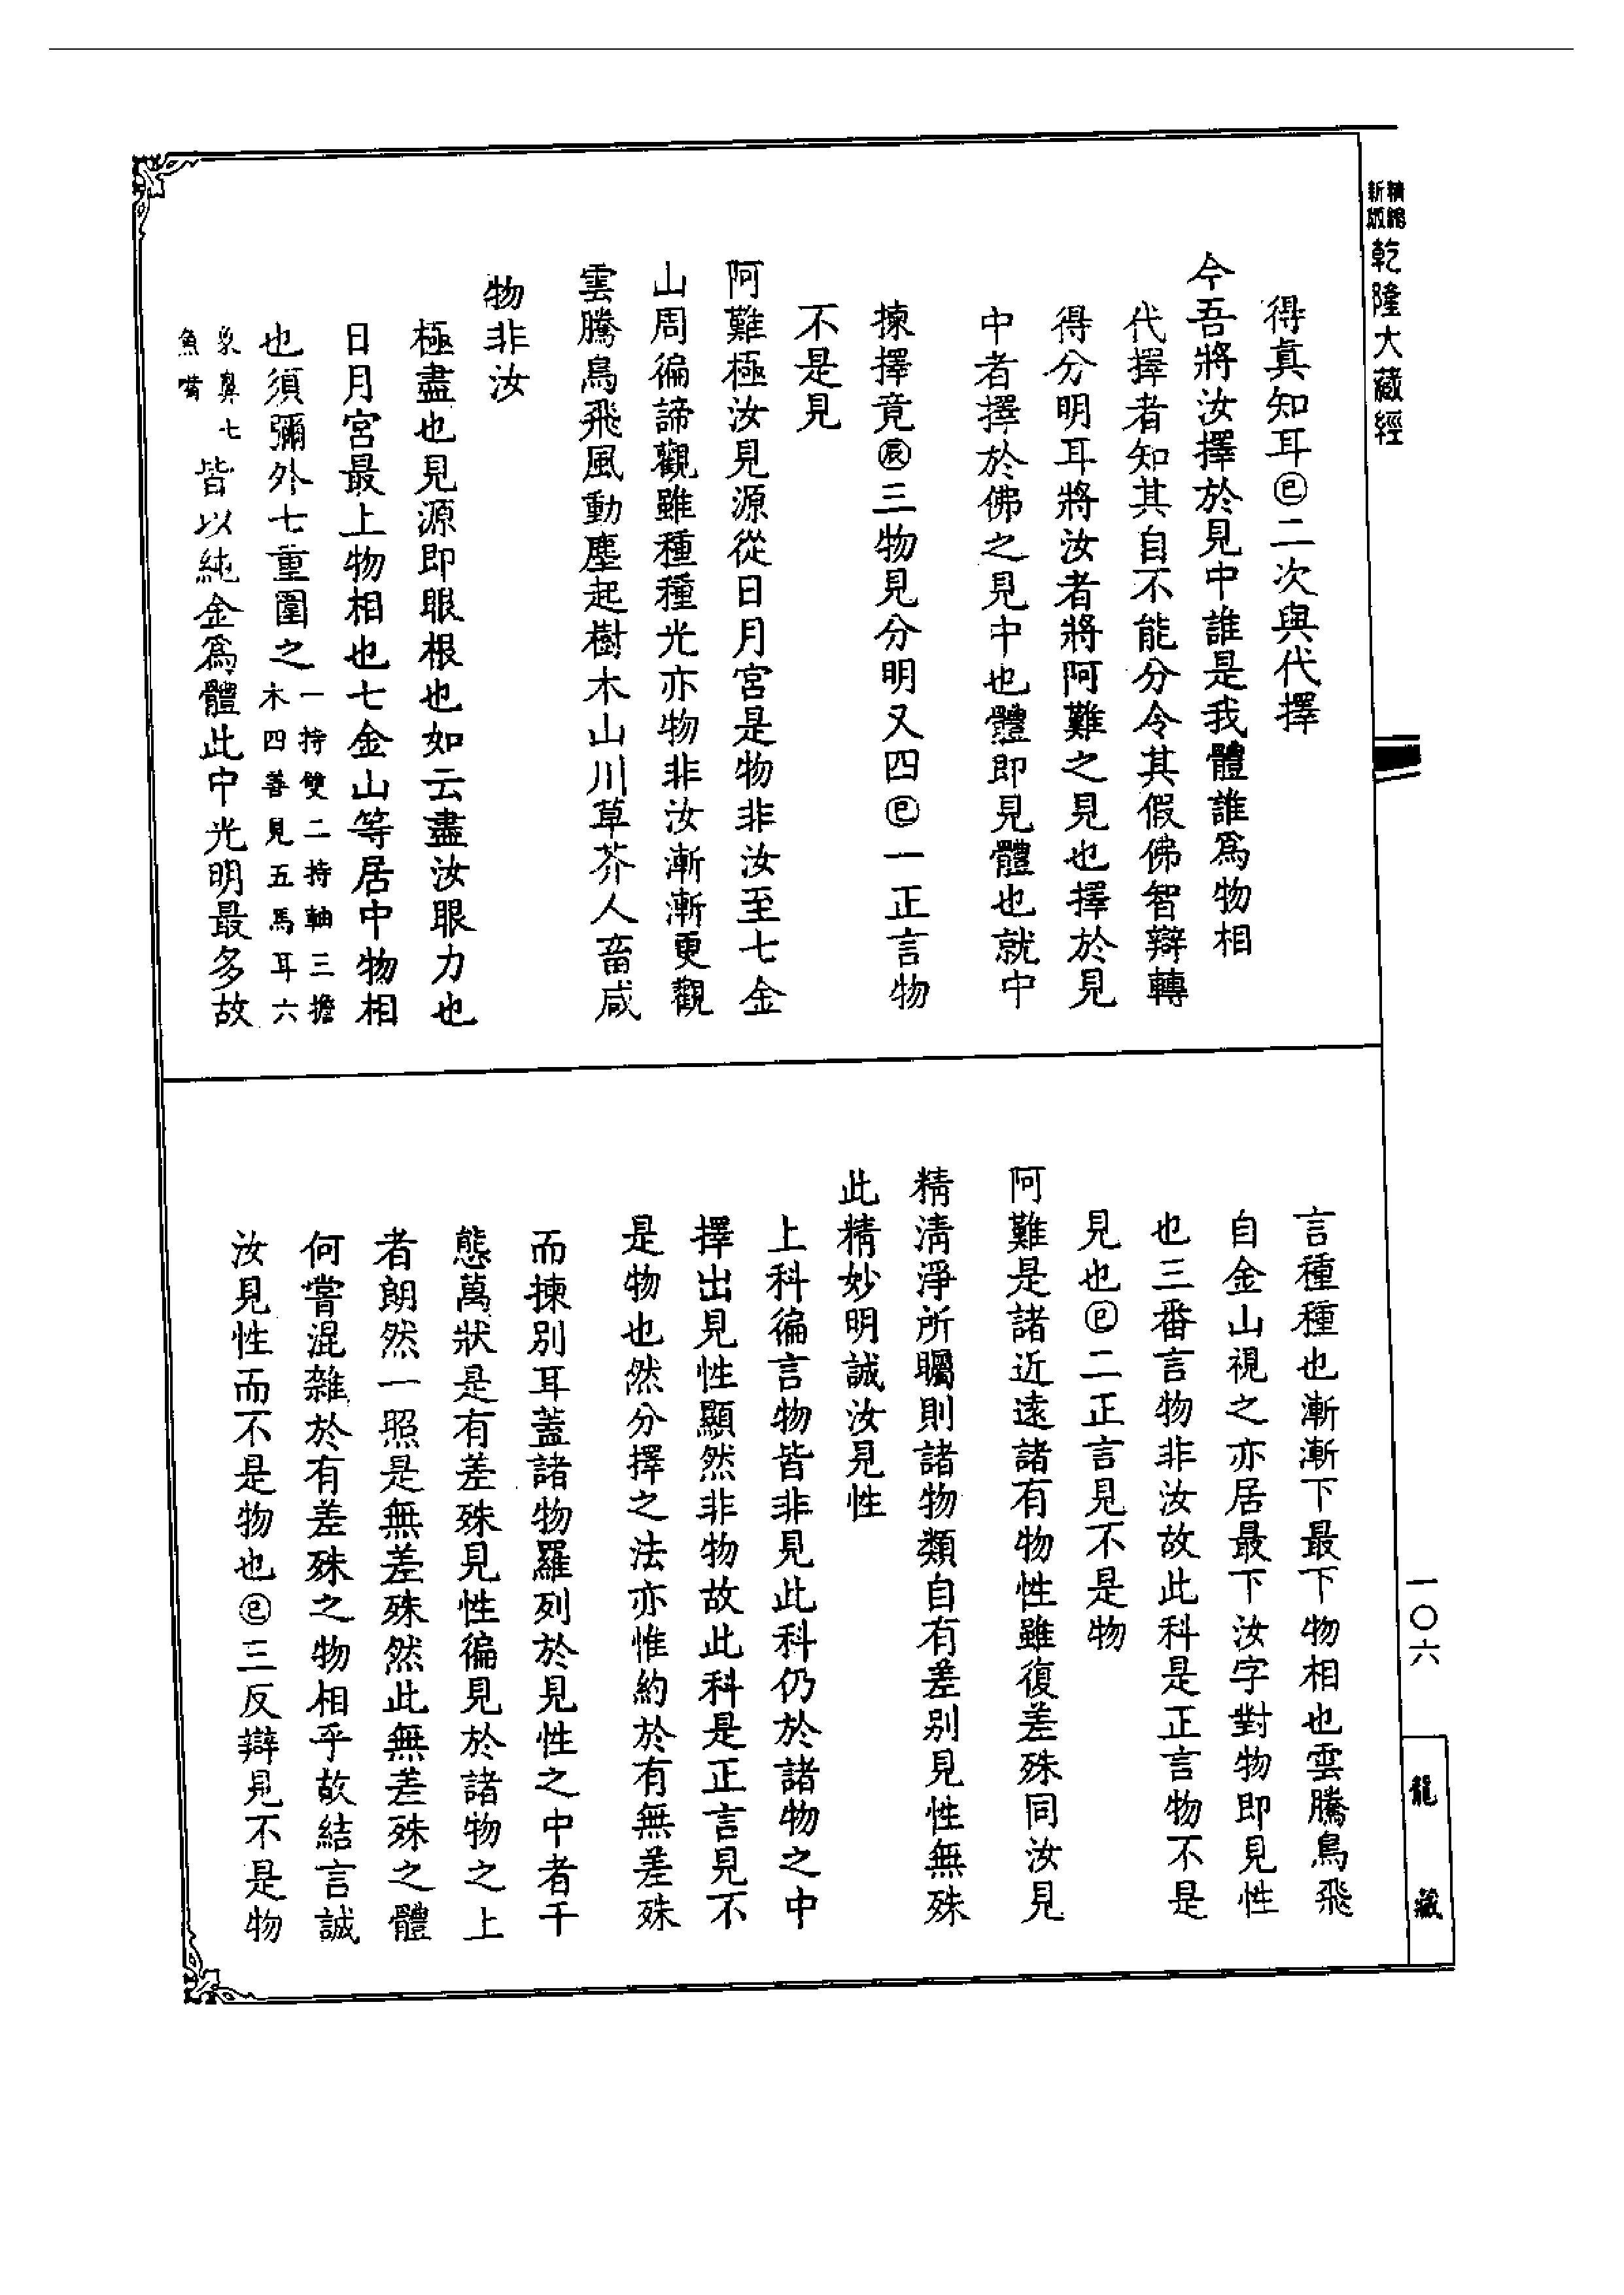 精縮新版乾隆大藏經
得真知耳㊂二次與代擇
今吾將汝擇於見中誰是我體誰爲物相
代擇者知其自不能分令其假佛智辯轉
得分明耳將汝者將阿難之見也擇於見
中者擇於佛之見中也體即見體也就中
揀擇竟三物見分明又四一正言物
不是見
阿難極汝見源從日月宮是物非汝至七金
山周徧諦觀雖種種光亦物非汝漸漸更觀
雲騰鳥飛風動塵起樹木山川草芥人畜咸
物非汝
極盡也見源即眼根也如云盡汝眼力也
日月宮最上物相也七金山等居中物相
也須彌外七重圍之一持雙二持軸三擔木四善見五馬耳六
象鼻七魚嘴皆以純金爲體此中光明最多故
言種種也漸漸下最下物相也雲騰鳥飛
自金山視之亦居最下汝字對物即見性
也三番言物非汝故此科是正言物不是
見也二正言見不是物
阿難是諸近遠諸有物性雖復差殊同汝見
精淸淨所矚則諸物類自有差别見性無殊
此精妙明誠汝見性
上科徧言物皆非見此科仍於諸物之中
擇出見性顯然非物故此科是正言見不
是物也然分擇之法亦惟約於有無差殊
而揀别耳蓋諸物羅列於見性之中者千
態萬狀是有差殊見性徧見於諸物之上
者朗然一照是無差殊然此無差殊之體
何嘗混雜於有差殊之物相乎故結言誠
汝見性而不是物也三反辯見不是物
一〇六
龍藏